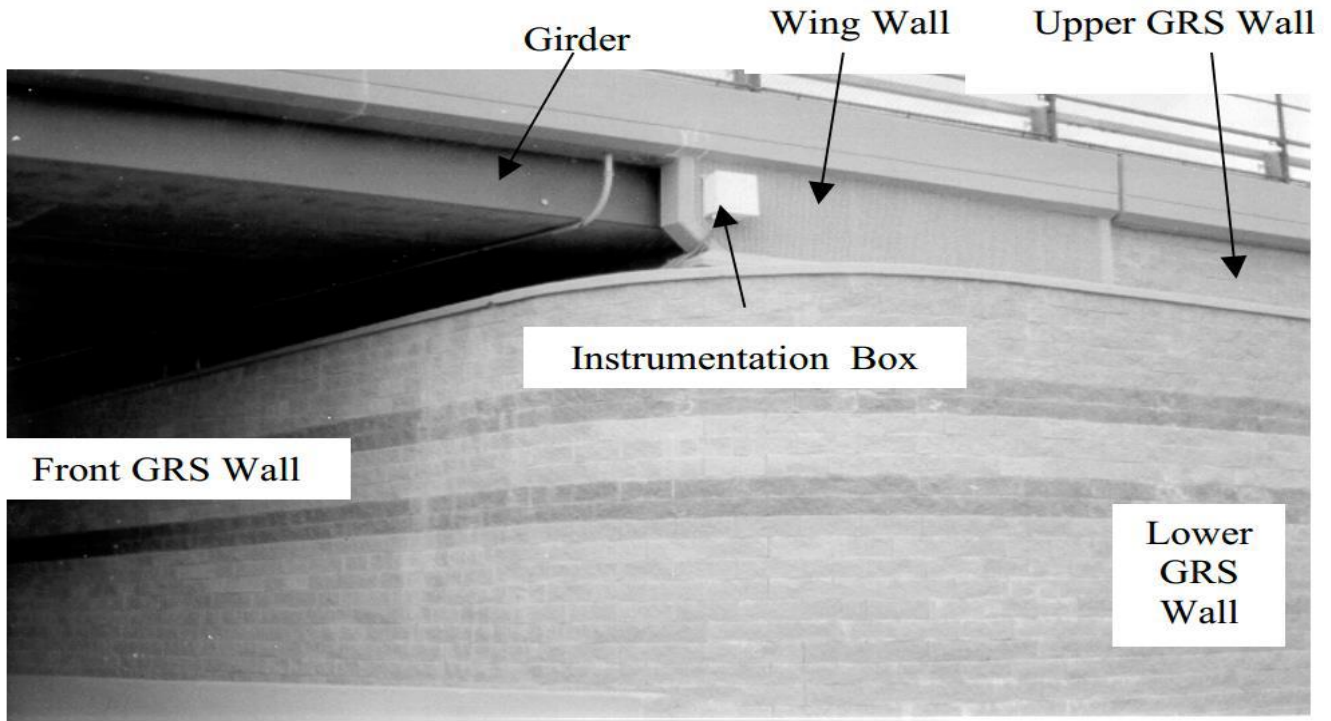 Girder
Wing Wall
Upper GRS Wall
Instrumentation Box
Front GRS Wall
Lower
GRS
Wall